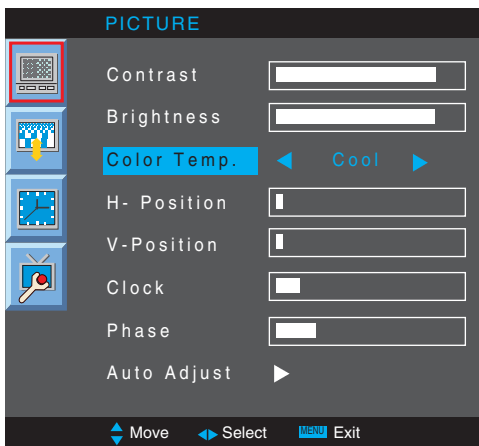 PICTURE
Contrast
Brightness
Color Temp. Cool
H- Position
V-Position
Clock
Phase
Auto Adjust
Move Select MENU Exit